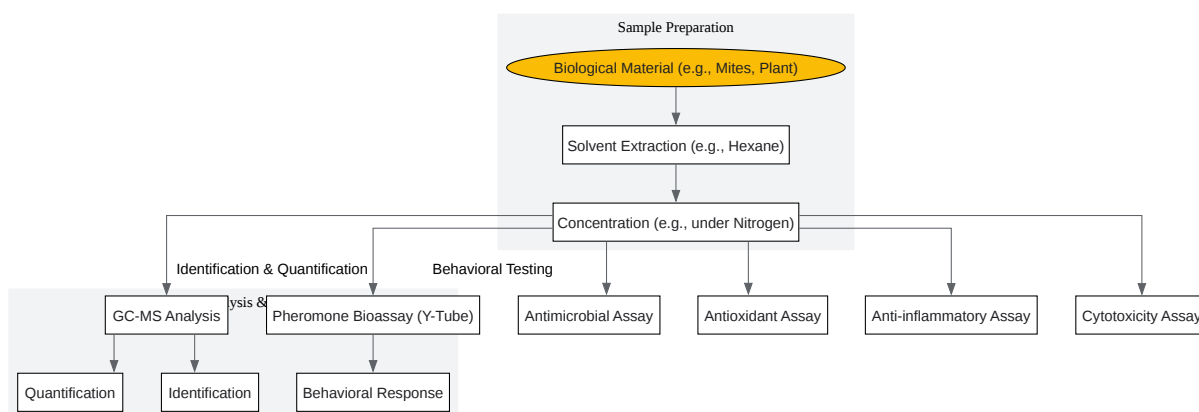 Sample Preparation
Biological Material (e.g., Mites, Plant)
Solvent Extraction (e.g., Hexane)
Concentration (e.g., under Nitrogen)
Identification & Quantification
Behavioral Testing
&
GC-MS Analysis
Pheromone Bioassay (Y-Tube)
Antimicrobial Assay
Antioxidant Assay
Anti-inflammatory Assay
Cytotoxicity Assay
Quantification
Identification
Behavioral Response